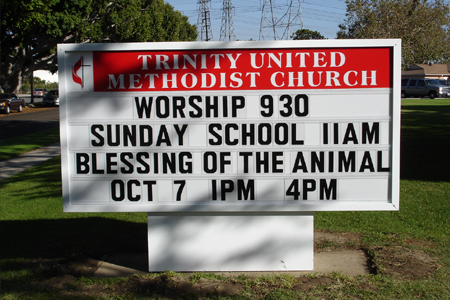 TRINITY UNITED
METHODIST CHURCH
WORSHIP 930
SUNDAY SCHOOL 11AM
BLESSING OF THE ANIMAL
OCT 7 1PM 4PM